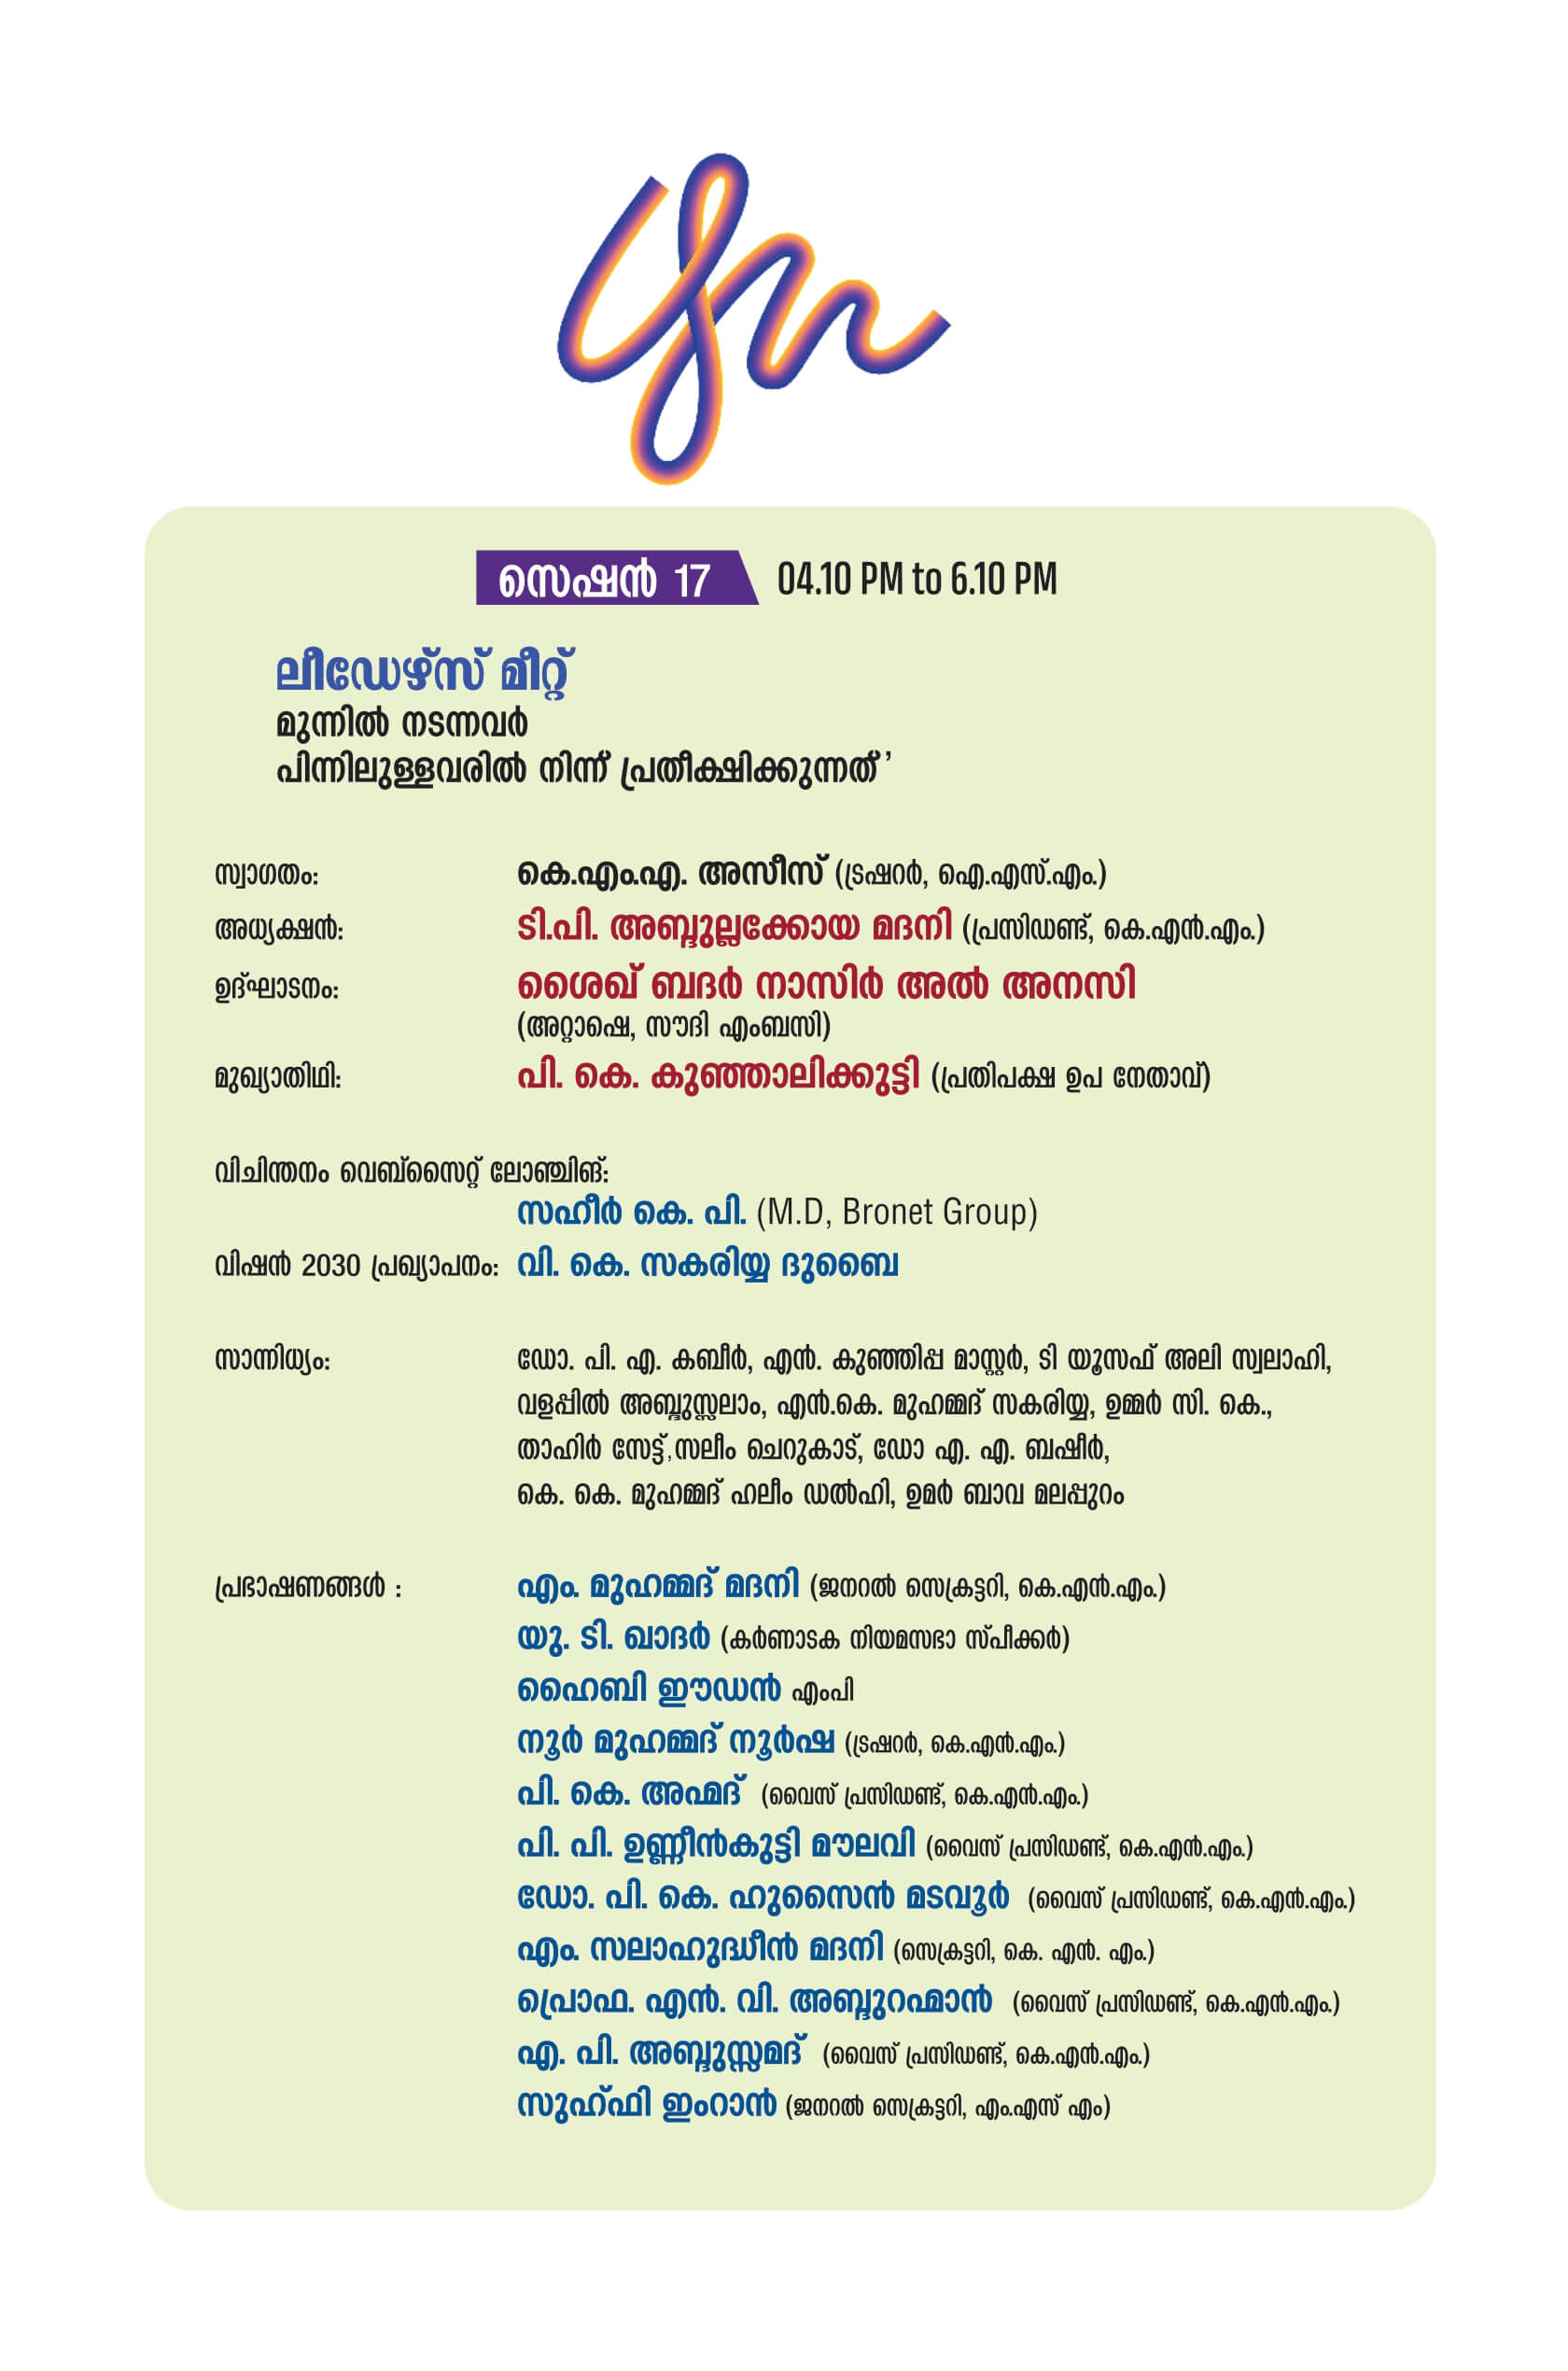 സെഷൻ 17 04.10 PM to 6.10 PM
ലീഡേഴ്സ് മീറ്റ്
മുന്നിൽ നടന്നവർ
പിന്നിലുള്ളവരിൽ നിന്ന് പ്രതീക്ഷിക്കുന്നത്'
സ്വാഗതം: കെ.എം.എ. അസീസ് (ട്രഷറർ, ഐ.എസ്.എം.)
അധ്യക്ഷൻ: ടി.പി. അബ്ദുല്ലക്കോയ മദനി (പ്രസിഡണ്ട്, കെ.എൻ.എം.)
ഉദ്ഘാടനം: ശൈഖ് ബദർ നാസിർ അൽ അനസി
(അറ്റാഷെ, സൗദി എംബസി)
മുഖ്യാതിഥി: പി. കെ. കുഞ്ഞാലിക്കുട്ടി (പ്രതിപക്ഷ ഉപ നേതാവ്)
വിചിന്തനം വെബ്സൈറ്റ് ലോഞ്ചിങ്:
സഹീർ കെ. പി. (M.D, Bronet Group)
വിഷൻ 2030 പ്രഖ്യാപനം: വി. കെ. സകരിയ്യ ദുബൈ
സാന്നിധ്യം: ഡോ. പി. എ. കബീർ, എൻ. കുഞ്ഞിപ്പ മാസ്റ്റർ, ടി യൂസഫ് അലി സ്വലാഹി,
വളപ്പിൽ അബ്ദുസ്സലാം, എൻ.കെ. മുഹമ്മദ് സകരിയ്യ, ഉമ്മർ സി. കെ.,
താഹിർ സേട്ട്,സലീം ചെറുകാട്, ഡോ എ. എ. ബഷീർ,
കെ. കെ. മുഹമ്മദ് ഹലീം ഡൽഹി, ഉമർ ബാവ മലപ്പുറം
പ്രഭാഷണങ്ങൾ : എം. മുഹമ്മദ് മദനി (ജനറൽ സെക്രട്ടറി, കെ.എൻ.എം.)
യു. ടി. ഖാദർ (കർണാടക നിയമസഭാ സ്പീക്കർ)
ഹൈബി ഈഡൻ എംപി
നൂർ മുഹമ്മദ് നൂർഷ (ട്രഷറർ, കെ.എൻ.എം.)
പി. കെ. അഹ്മദ് (വൈസ് പ്രസിഡണ്ട്, കെ.എൻ.എം.)
പി. പി. ഉണ്ണീൻകുട്ടി മൗലവി (വൈസ് പ്രസിഡണ്ട്, കെ.എൻ.എം.)
ഡോ. പി. കെ. ഹുസൈൻ മടവൂർ (വൈസ് പ്രസിഡണ്ട്, കെ.എൻ.എം.)
എം. സലാഹുദ്ധീൻ മദനി (സെക്രട്ടറി, കെ. എൻ. എം.)
പ്രൊഫ. എൻ. വി. അബ്ദുറഹ്മാൻ (വൈസ് പ്രസിഡണ്ട്, കെ.എൻ.എം.)
എ. പി. അബ്ദുസ്സമദ് (വൈസ് പ്രസിഡണ്ട്, കെ.എൻ.എം.)
സുഹ്ഫി ഇംറാൻ (ജനറൽ സെക്രട്ടറി, എം.എസ് എം)